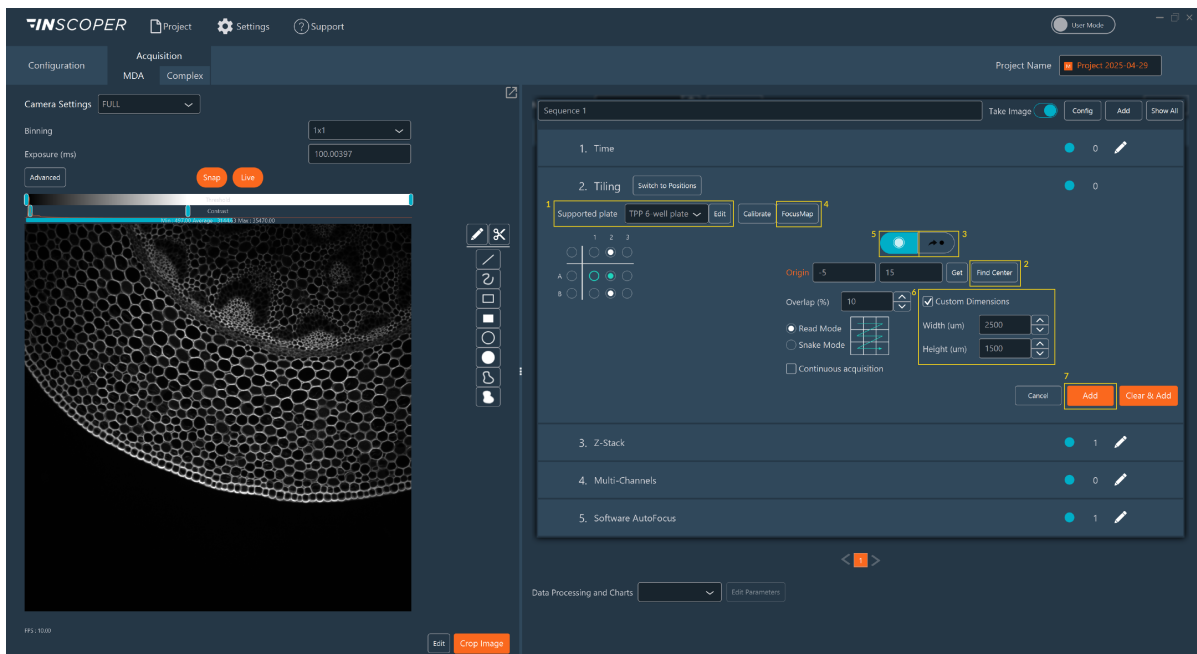 INSCOPER Project Settings Support User Mode
Configuration Acquisition Project Name M Project 2025-04-29
MDA Complex
Camera Settings FULL
Binning 1x1
Exposure (ms) 100.00397
Advanced Snap Live
Contrast
Sequence 1 Take Image Config Add Show All
1. Time 0
2. Tiling Switch to Positions 0
1 Supported plate TPP 6-well plate Edit Calibrate FocusMap 4
1 2 3
A
B
5 3
Origin -5 15 Get Find Center 2
Overlap (%) 10 6 Custom Dimensions
Read Mode Width (um) 2500
Snake Mode Height (um) 1500
Continuous acquisition
7
Cancel Add Clear & Add
3. Z-Stack 1
4. Multi-Channels 0
5. Software AutoFocus 1
< 1 >
Data Processing and Charts Edit Parameters
FPS : 10.00
Edit Crop Image